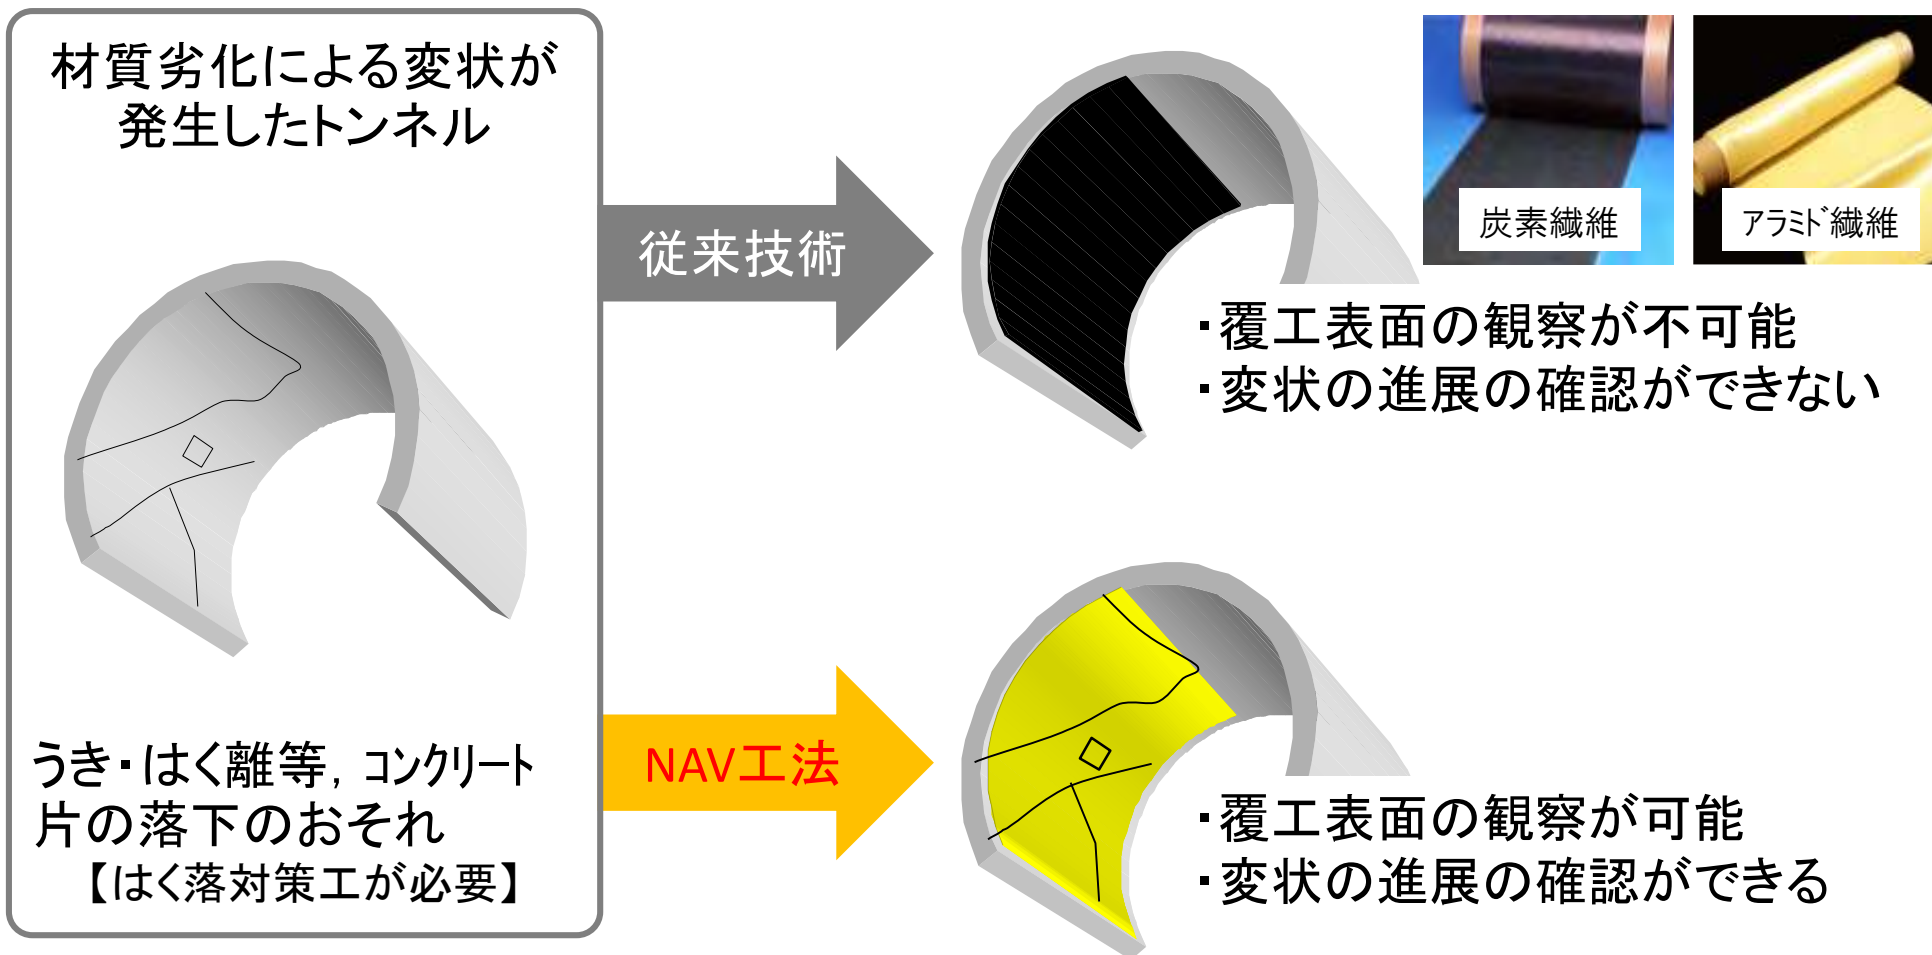 材質劣化による変状が
発生したトンネル
うき・はく離等，コンクリート
片の落下のおそれ
【はく落対策工が必要】
従来技術
炭素繊維
アラミド繊維
・覆工表面の観察が不可能
・変状の進展の確認ができない
NAV工法
・覆工表面の観察が可能
・変状の進展の確認ができる